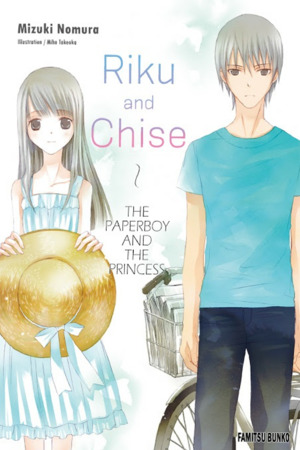 Mizuki Nomura
Illustration / Miho Takeoka
Riku
and
Chise
~
THE
PAPERBOY
AND
THE
PRINCESS
FAMITSU BUNKO